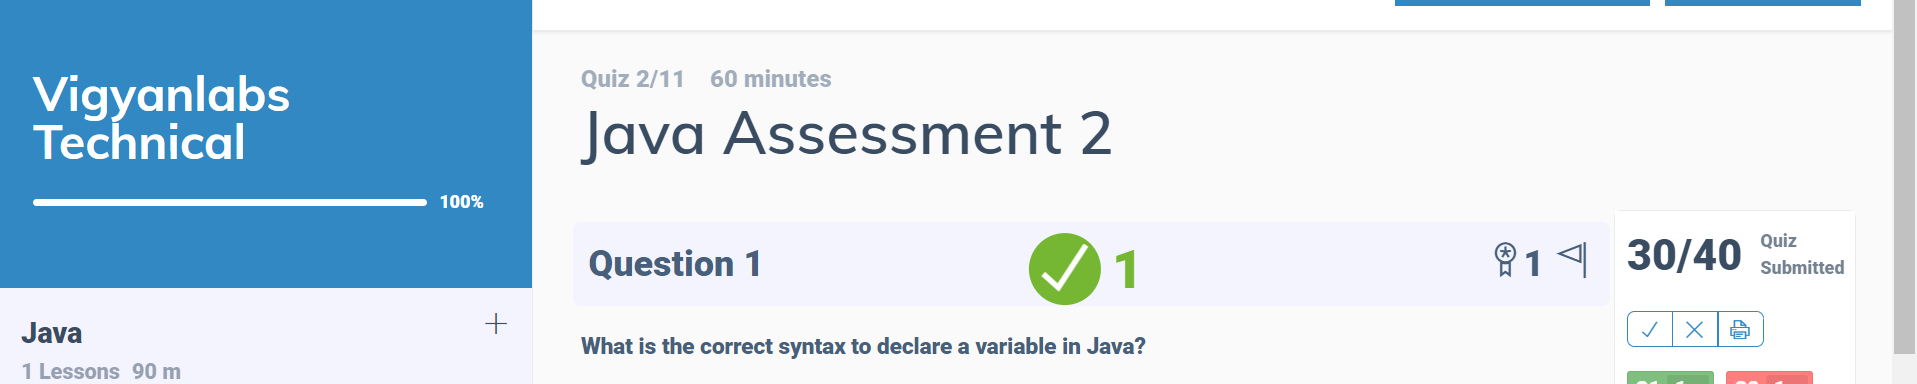 Vigyanlabs
Technical
100%
Java
1 Lessons 90 m
Quiz 2/11 60 minutes
Java Assessment 2
Question 1
1
1
What is the correct syntax to declare a variable in Java?
30/40
Quiz
Submitted